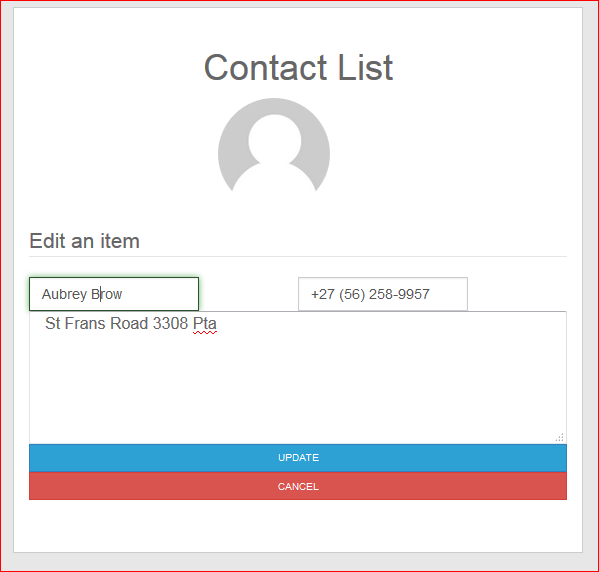 Contact List
Edit an item
Aubrey Brow
+27 (56) 258-9957
St Frans Road 3308 Pta
UPDATE
CANCEL